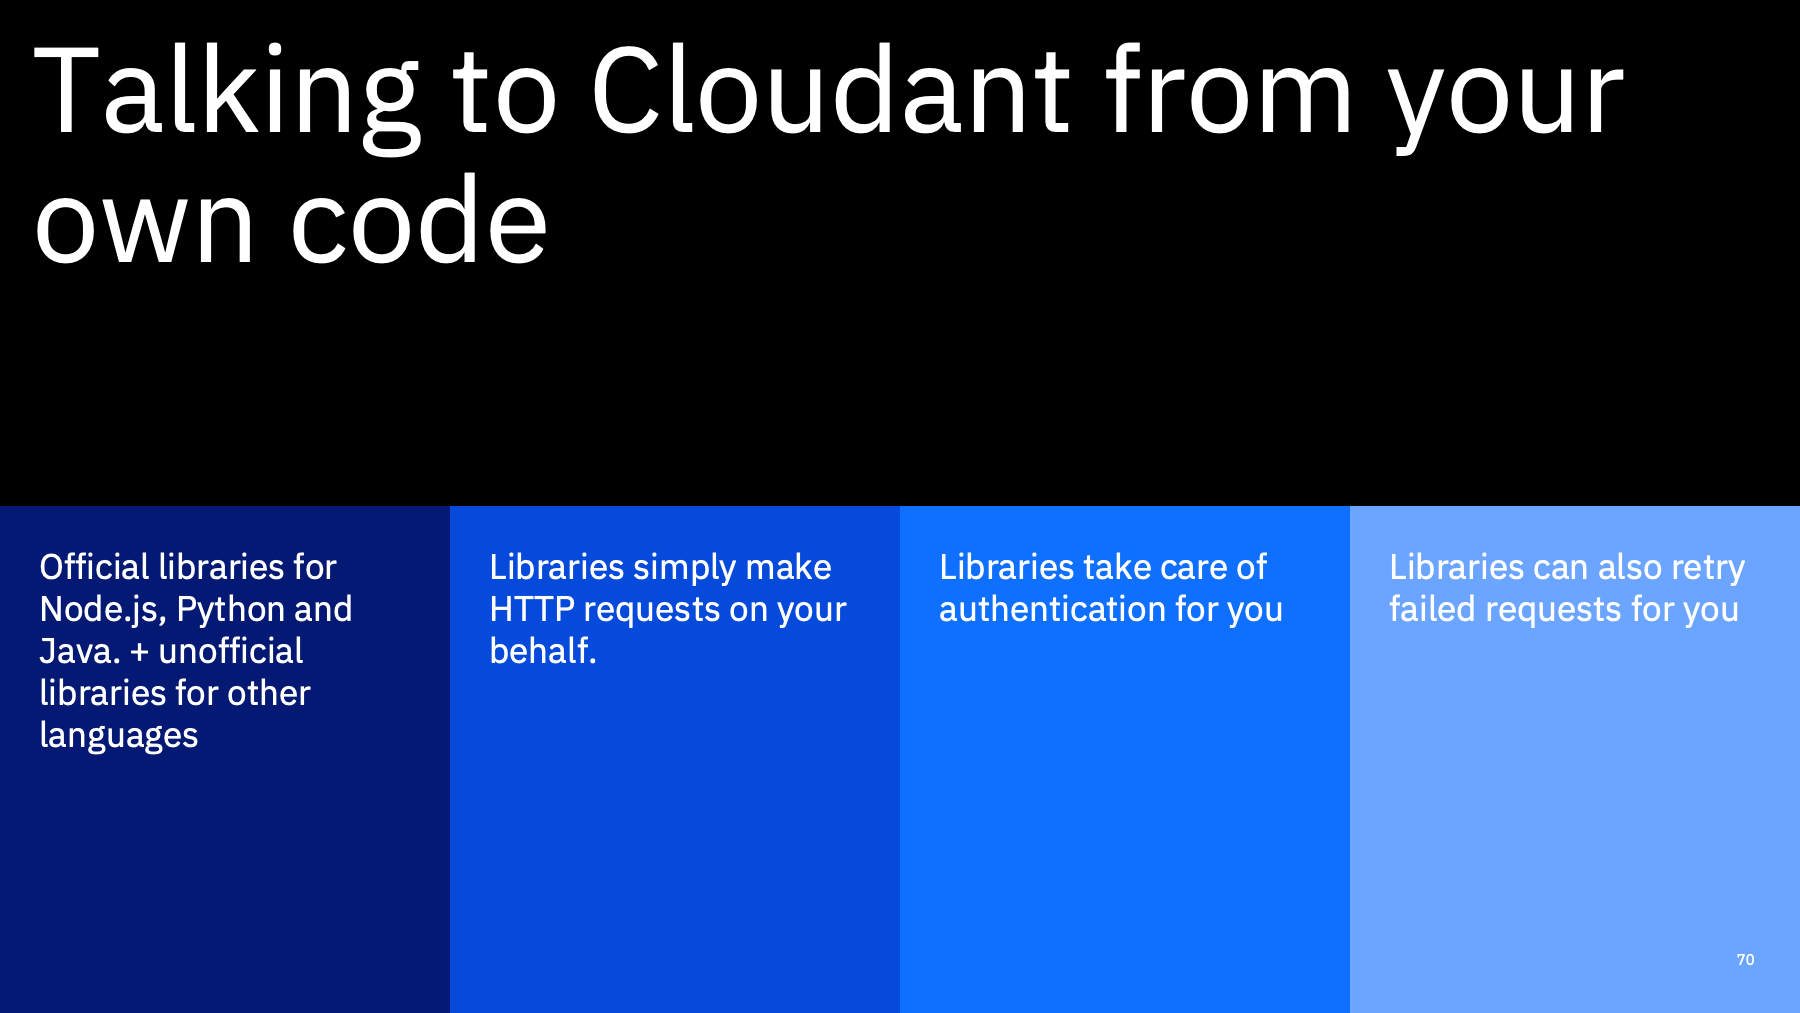 Talking to Cloudant from your
own code
Official libraries for
Node.js, Python and
Java. + unofficial
libraries for other
languages
Libraries simply make
HTTP requests on your
behalf.
Libraries take care of
authentication for you
Libraries can also retry
failed requests for you
70